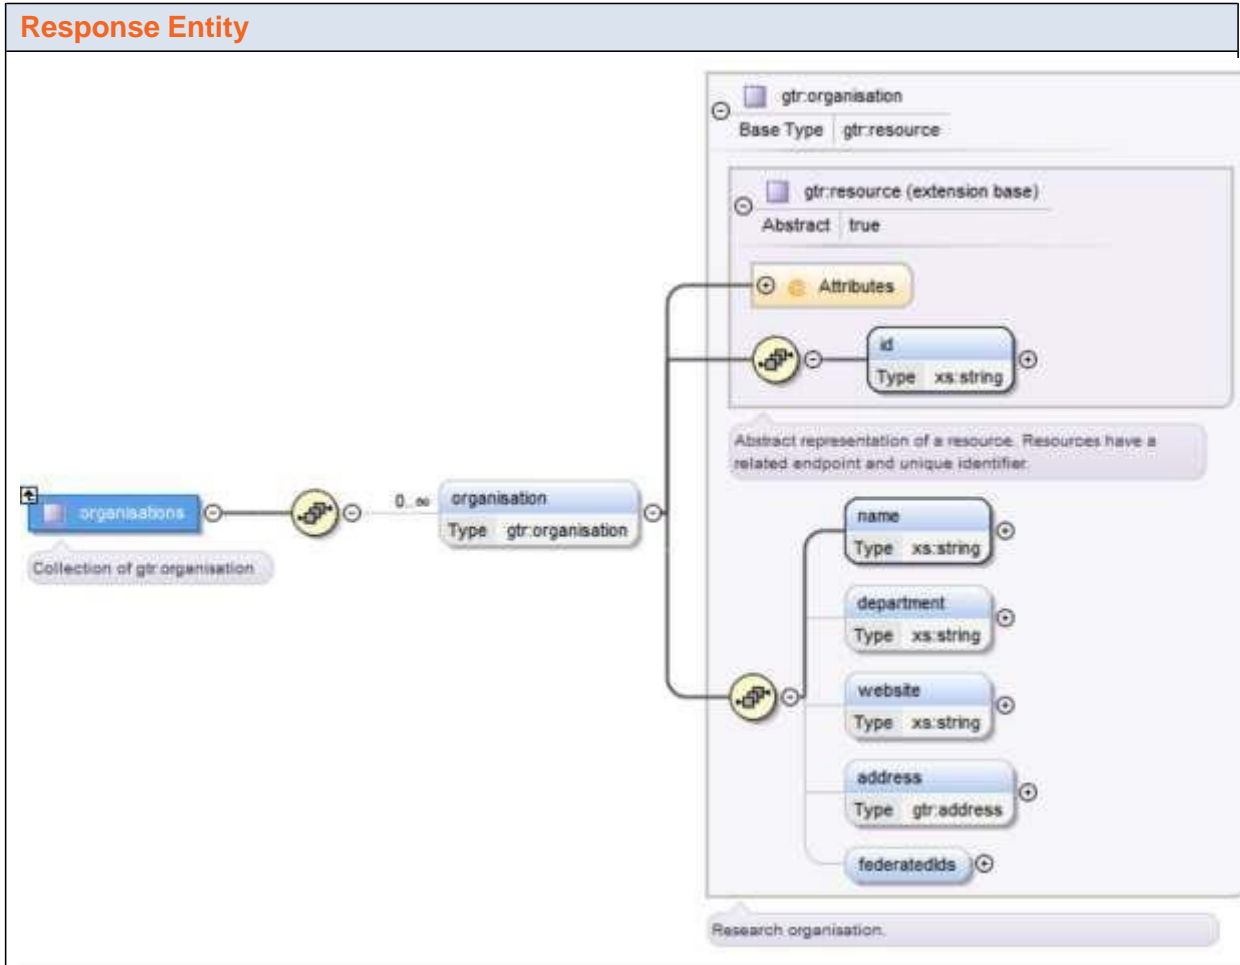 Response Entity
gtr:organisation
Base Type gtr:resource
gtr:resource (extension base)
Abstract true
Attributes
id
Type xs:string
Abstract representation of a resource. Resources have a
related endpoint and unique identifier.
organisations
0..∞
organisation
Type gtr:organisation
Collection of gtr:organisation
name
Type xs:string
department
Type xs:string
website
Type xs:string
address
Type gtr:address
federatedIds
Research organisation.